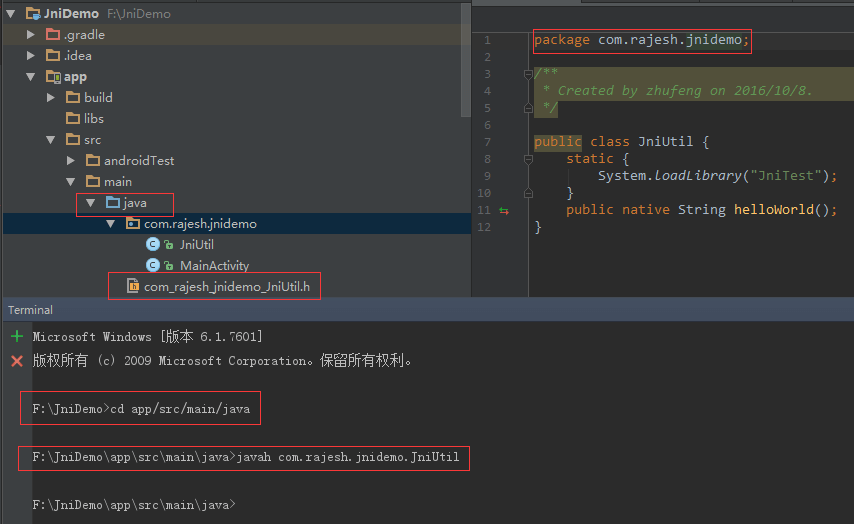 JniDemo F:\JniDemo
.gradle
.idea
app
build
libs
src
androidTest
main
java
com.rajesh.jnidemo
JniUtil
MainActivity
com_rajesh_jnidemo_JniUtil.h
1 package com.rajesh.jnidemo;
2
3 /**
4 * Created by zhufeng on 2016/10/8.
5 */
6
7 public class JniUtil {
8 static {
9 System.loadLibrary("JniTest");
10 }
11 public native String helloWorld();
12 }
Terminal
Microsoft Windows [版本 6.1.7601]
版权所有 (c) 2009 Microsoft Corporation。保留所有权利。
F:\JniDemo>cd app/src/main/java
F:\JniDemo\app\src\main\java>javah com.rajesh.jnidemo.JniUtil
F:\JniDemo\app\src\main\java>